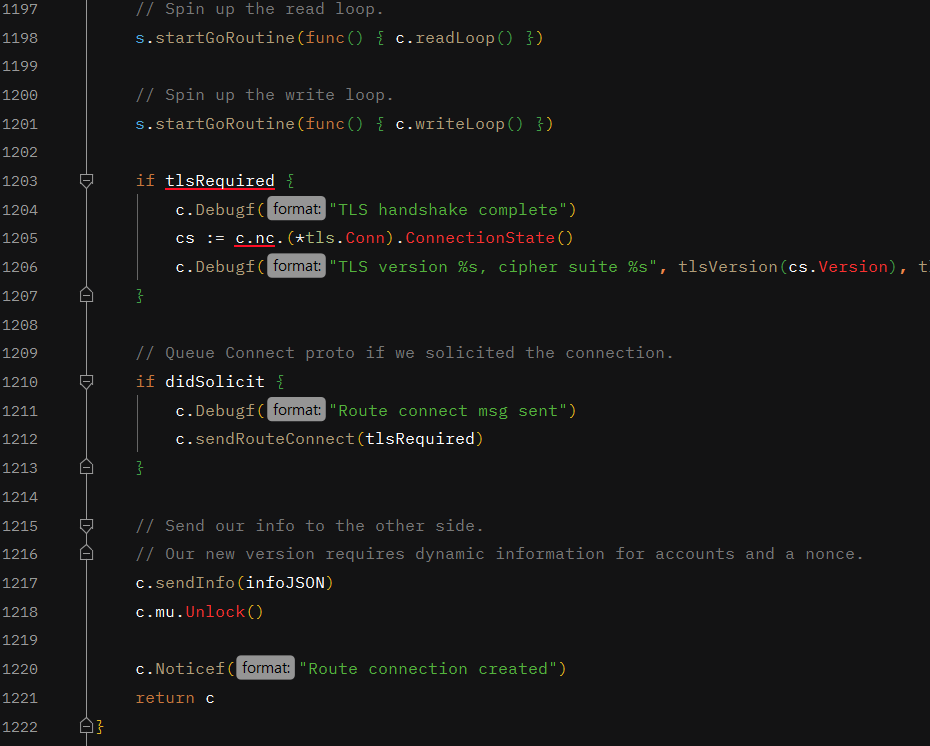 1197 // Spin up the read loop.
1198 s.startGoRoutine(func() { c.readLoop() })
1199
1200 // Spin up the write loop.
1201 s.startGoRoutine(func() { c.writeLoop() })
1202
1203 if tlsRequired {
1204 c.Debugf( format: "TLS handshake complete")
1205 cs := c.nc.(*tls.Conn).ConnectionState()
1206 c.Debugf( format: "TLS version %s, cipher suite %s", tlsVersion(cs.Version), t
1207 }
1208
1209 // Queue Connect proto if we solicited the connection.
1210 if didSolicit {
1211 c.Debugf( format: "Route connect msg sent")
1212 c.sendRouteConnect(tlsRequired)
1213 }
1214
1215 // Send our info to the other side.
1216 // Our new version requires dynamic information for accounts and a nonce.
1217 c.sendInfo(infoJSON)
1218 c.mu.Unlock()
1219
1220 c.Noticef( format: "Route connection created")
1221 return c
1222 }